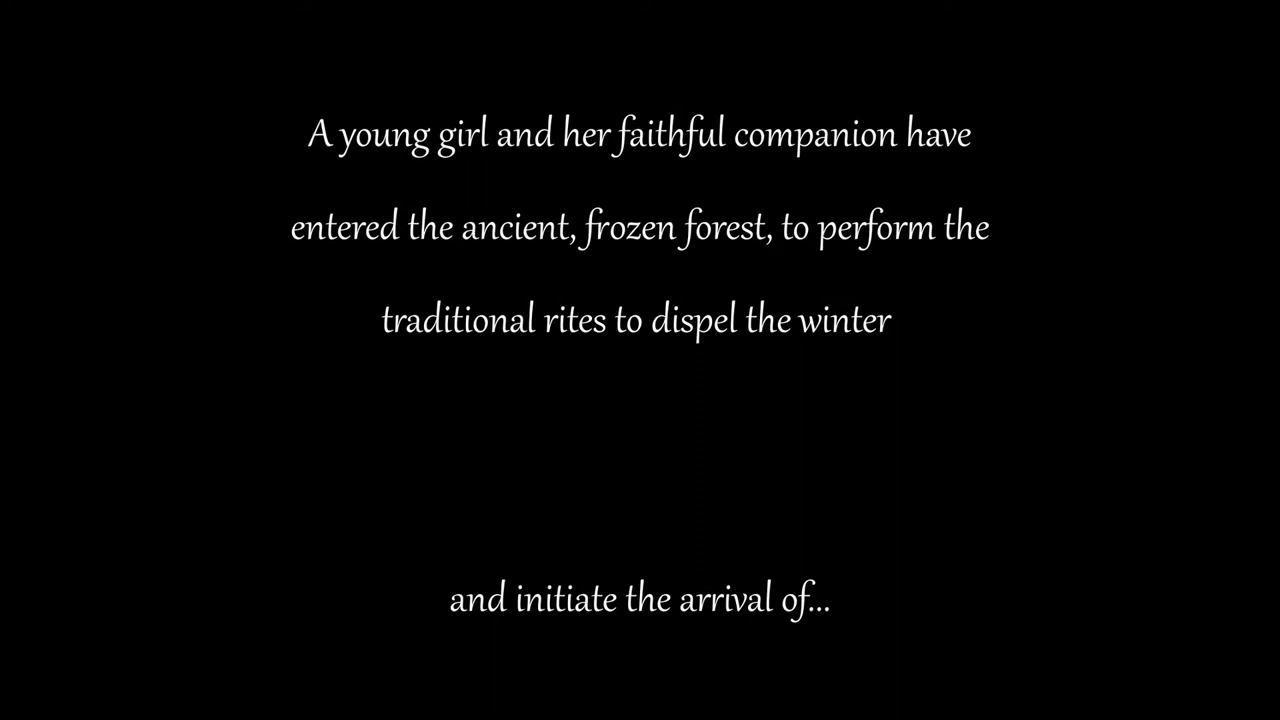 A young girl and her faithful companion have
entered the ancient, frozen forest, to perform the
traditional rites to dispel the winter
and initiate the arrival of...